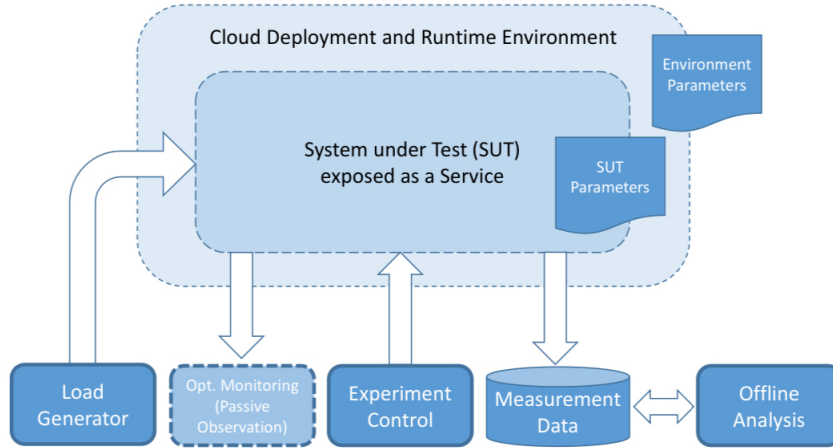 Cloud Deployment and Runtime Environment
Environment
Parameters
System under Test (SUT)
exposed as a Service
SUT
Parameters
Load
Generator
Opt. Monitoring
(Passive
Observation)
Experiment
Control
Measurement
Data
Offline
Analysis